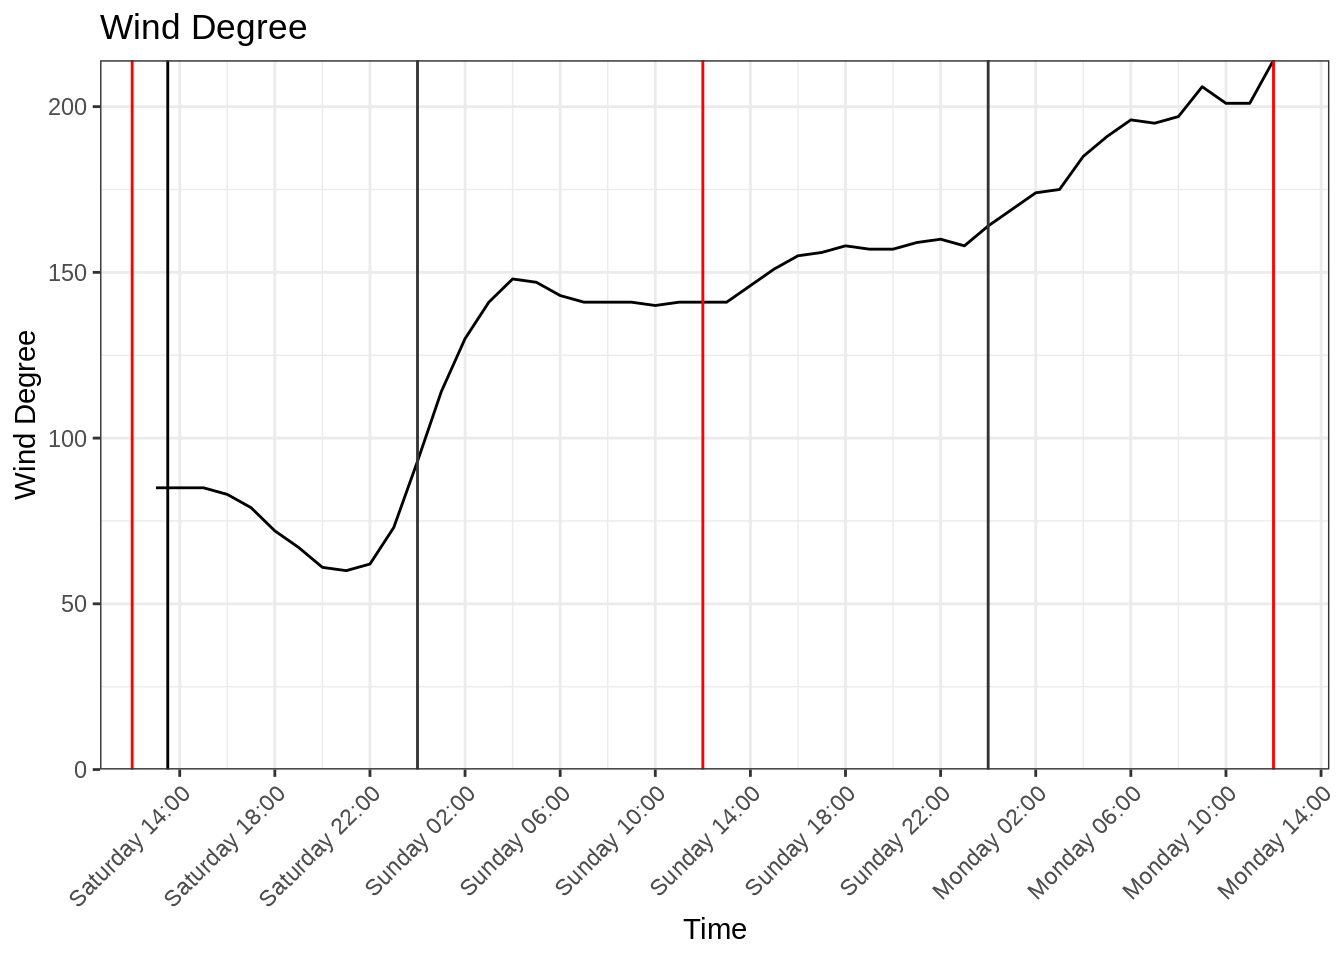 Wind Degree
Wind Degree
200
150
100
50
0
Saturday 14:00
Saturday 18:00
Saturday 22:00
Sunday 02:00
Sunday 06:00
Sunday 10:00
Sunday 14:00
Sunday 18:00
Sunday 22:00
Monday 02:00
Monday 06:00
Monday 10:00
Monday 14:00
Time